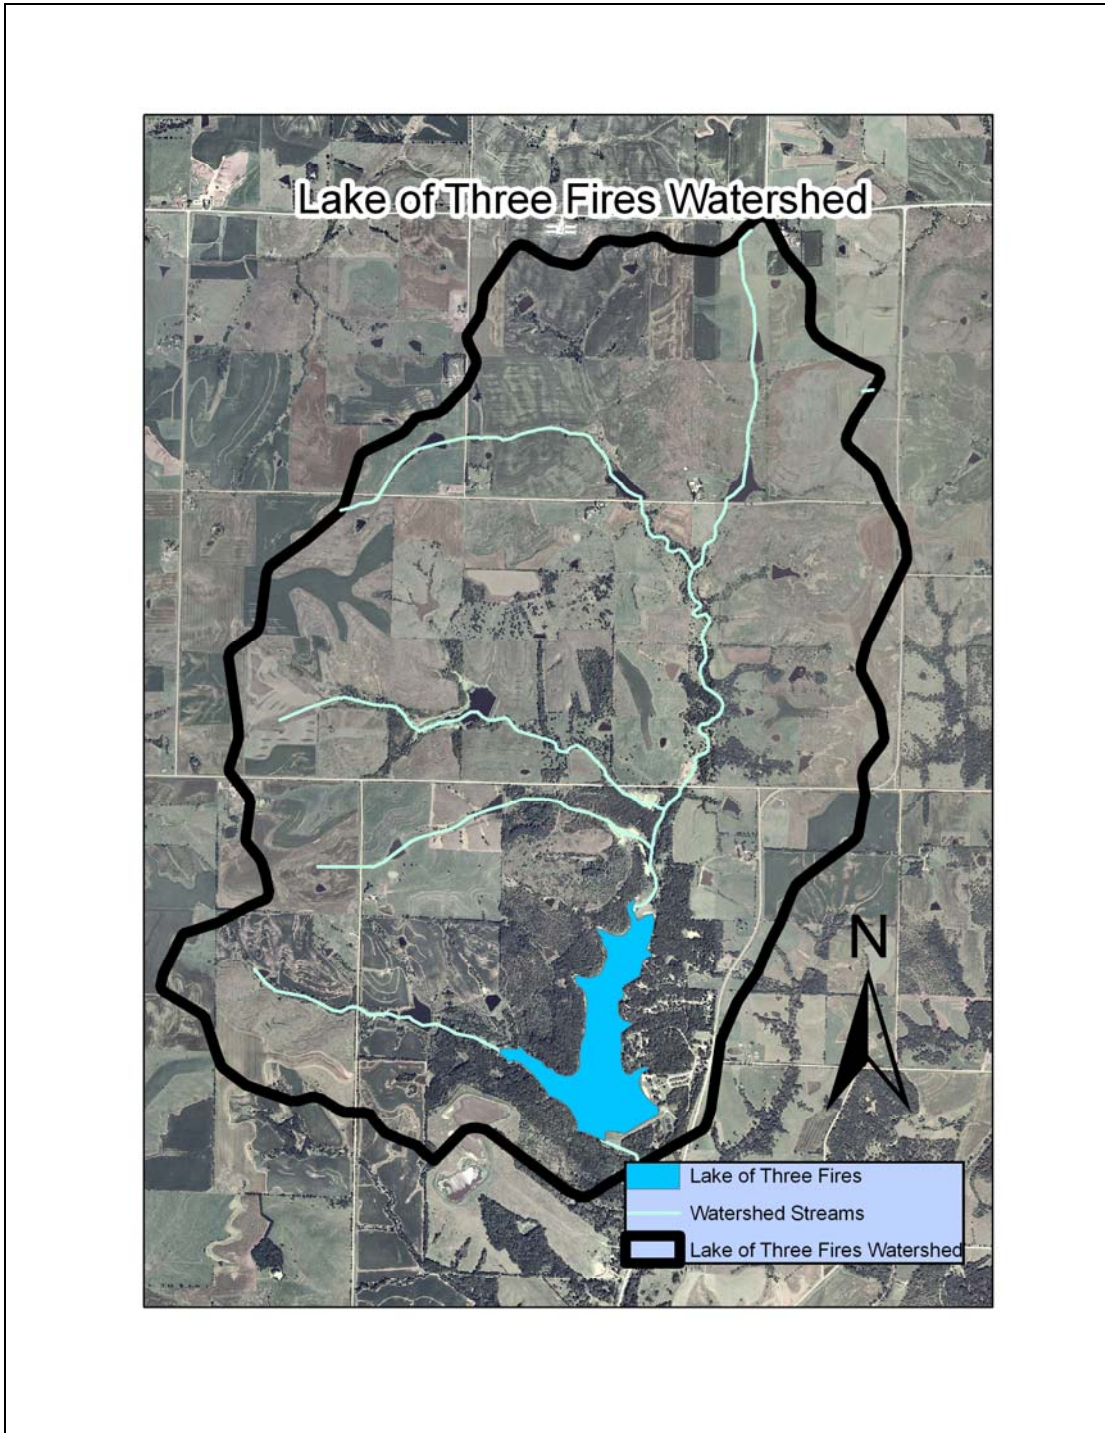 Lake of Three Fires Watershed
N
Lake of Three Fires
Watershed Streams
Lake of Three Fires Watershed